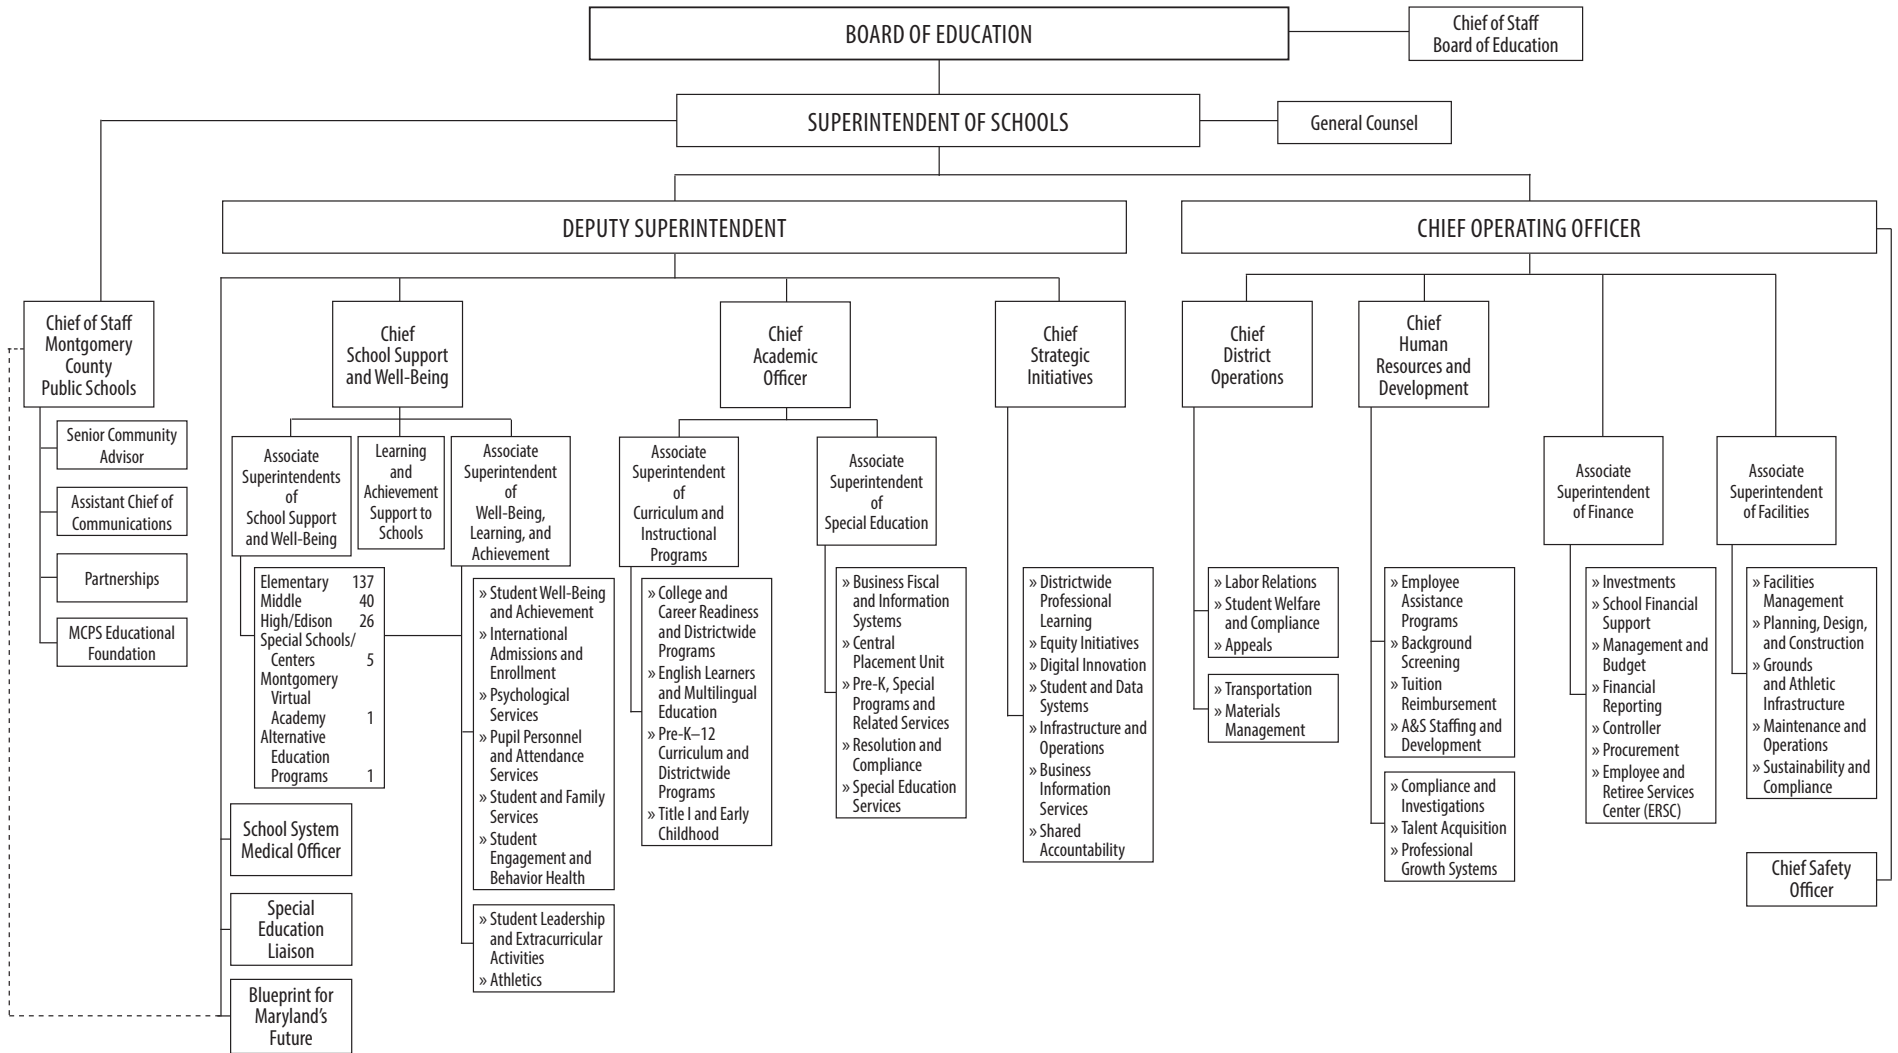 BOARD OF EDUCATION
Chief of Staff
Board of Education
SUPERINTENDENT OF SCHOOLS
General Counsel
DEPUTY SUPERINTENDENT
CHIEF OPERATING OFFICER
Chief of Staff
Montgomery
County
Public Schools
Senior Community
Advisor
Assistant Chief of
Communications
Partnerships
MCPS Educational
Foundation
Chief
School Support
and Well-Being
Associate
Superintendents
of
School Support
and Well-Being
Elementary 137
Middle 40
High/Edison 26
Special Schools/
Centers 5
Montgomery
Virtual
Academy 1
Alternative
Education
Programs 1
Learning
and
Achievement
Support to
Schools
Associate
Superintendent
of
Well-Being,
Learning, and
Achievement
» Student Well-Being
and Achievement
» International
Admissions and
Enrollment
» Psychological
Services
» Pupil Personnel
and Attendance
Services
» Student and Family
Services
» Student
Engagement and
Behavior Health
» Student Leadership
and Extracurricular
Activities
» Athletics
School System
Medical Officer
Special
Education
Liaison
Blueprint for
Maryland's
Future
Chief
Academic
Officer
Associate
Superintendent
of
Curriculum and
Instructional
Programs
» College and
Career Readiness
and Districtwide
Programs
» English Learners
and Multilingual
Education
» Pre-K–12
Curriculum and
Districtwide
Programs
» Title I and Early
Childhood
Associate
Superintendent
of
Special Education
» Business Fiscal
and Information
Systems
» Central
Placement Unit
» Pre-K, Special
Programs and
Related Services
» Resolution and
Compliance
» Special Education
Services
Chief
Strategic
Initiatives
» Districtwide
Professional
Learning
» Equity Initiatives
» Digital Innovation
» Student and Data
Systems
» Infrastructure and
Operations
» Business
Information
Services
» Shared
Accountability
Chief
District
Operations
» Labor Relations
» Student Welfare
and Compliance
» Appeals
» Transportation
» Materials
Management
Chief
Human
Resources and
Development
» Employee
Assistance
Programs
» Background
Screening
» Tuition
Reimbursement
» A&S Staffing and
Development
» Compliance and
Investigations
» Talent Acquisition
» Professional
Growth Systems
Associate
Superintendent
of Finance
» Investments
» School Financial
Support
» Management and
Budget
» Financial
Reporting
» Controller
» Procurement
» Employee and
Retiree Services
Center (ERSC)
Associate
Superintendent
of Facilities
» Facilities
Management
» Planning, Design,
and Construction
» Grounds
and Athletic
Infrastructure
» Maintenance and
Operations
» Sustainability and
Compliance
Chief Safety
Officer